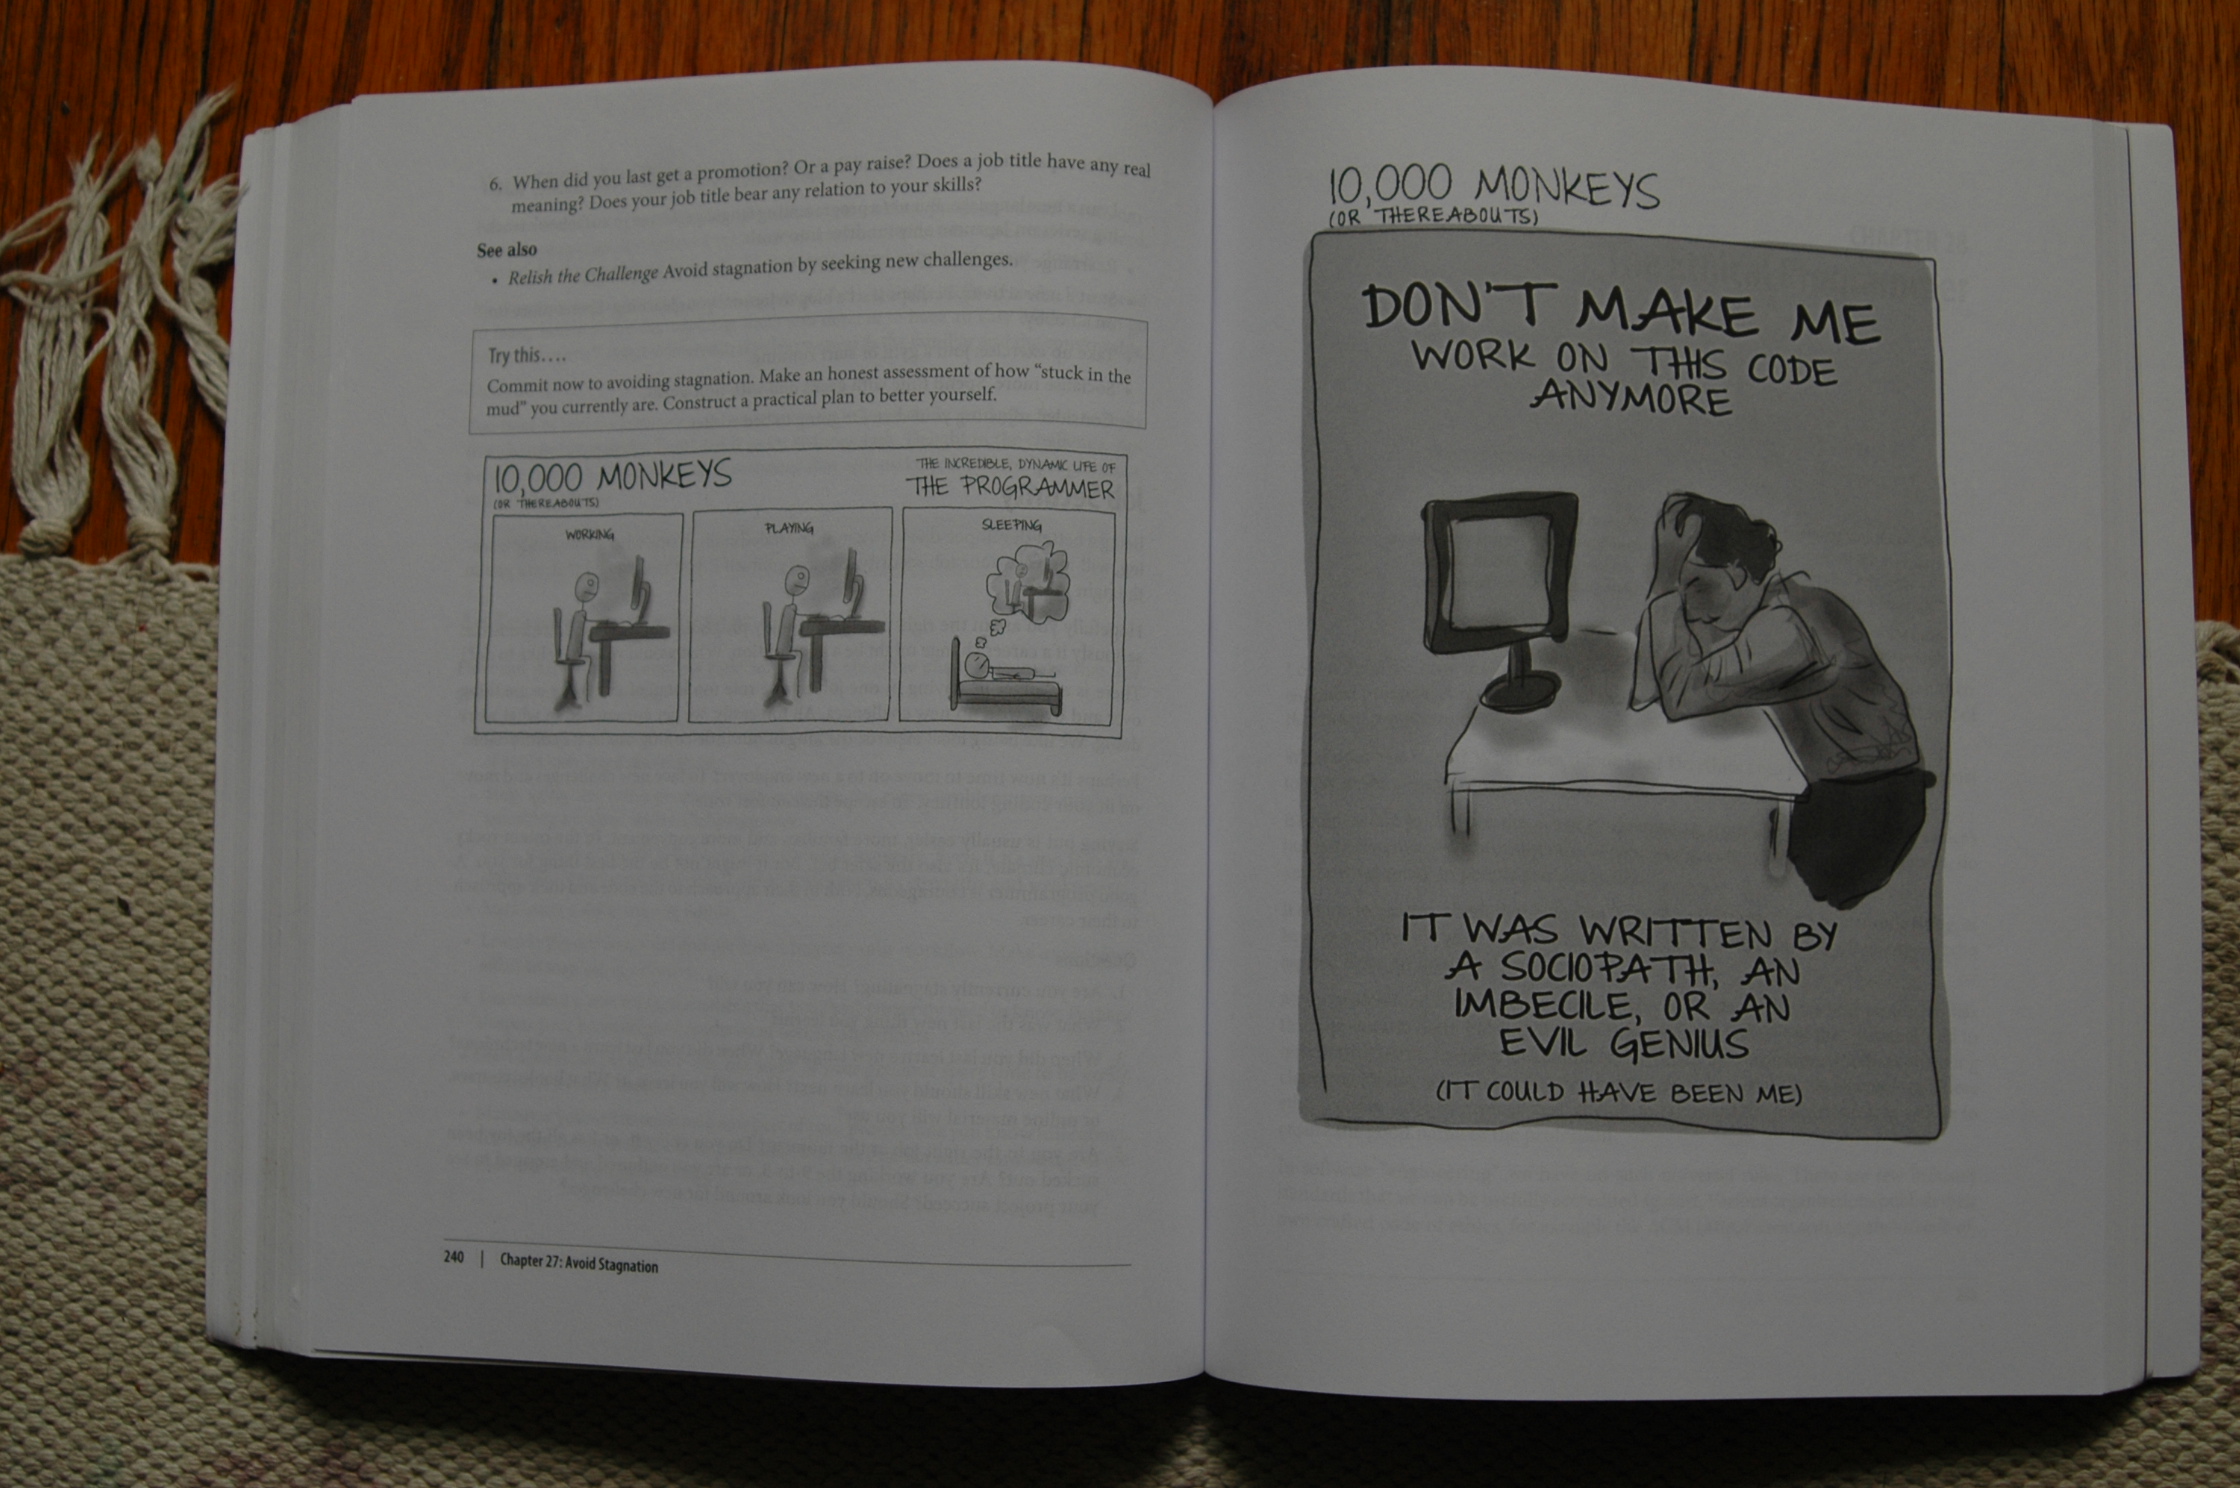 6. When did you last get a promotion? Or a pay raise? Does a job title have any real
meaning? Does your job title bear any relation to your skills?
See also
• Relish the Challenge Avoid stagnation by seeking new challenges.
Try this....
Commit now to avoiding stagnation. Make an honest assessment of how “stuck in the
mud” you currently are. Construct a practical plan to better yourself.
10,000 MONKEYS
(OR THEREABOUTS)
THE INCREDIBLE, DYNAMIC LIFE OF
THE PROGRAMMER
WORKING
PLAYING
SLEEPING
240 | Chapter 27: Avoid Stagnation
10,000 MONKEYS
(OR THEREABOUTS)
DON'T MAKE ME
WORK ON THIS CODE
ANYMORE
IT WAS WRITTEN BY
A SOCIOPATH, AN
IMBECILE, OR AN
EVIL GENIUS
(IT COULD HAVE BEEN ME)